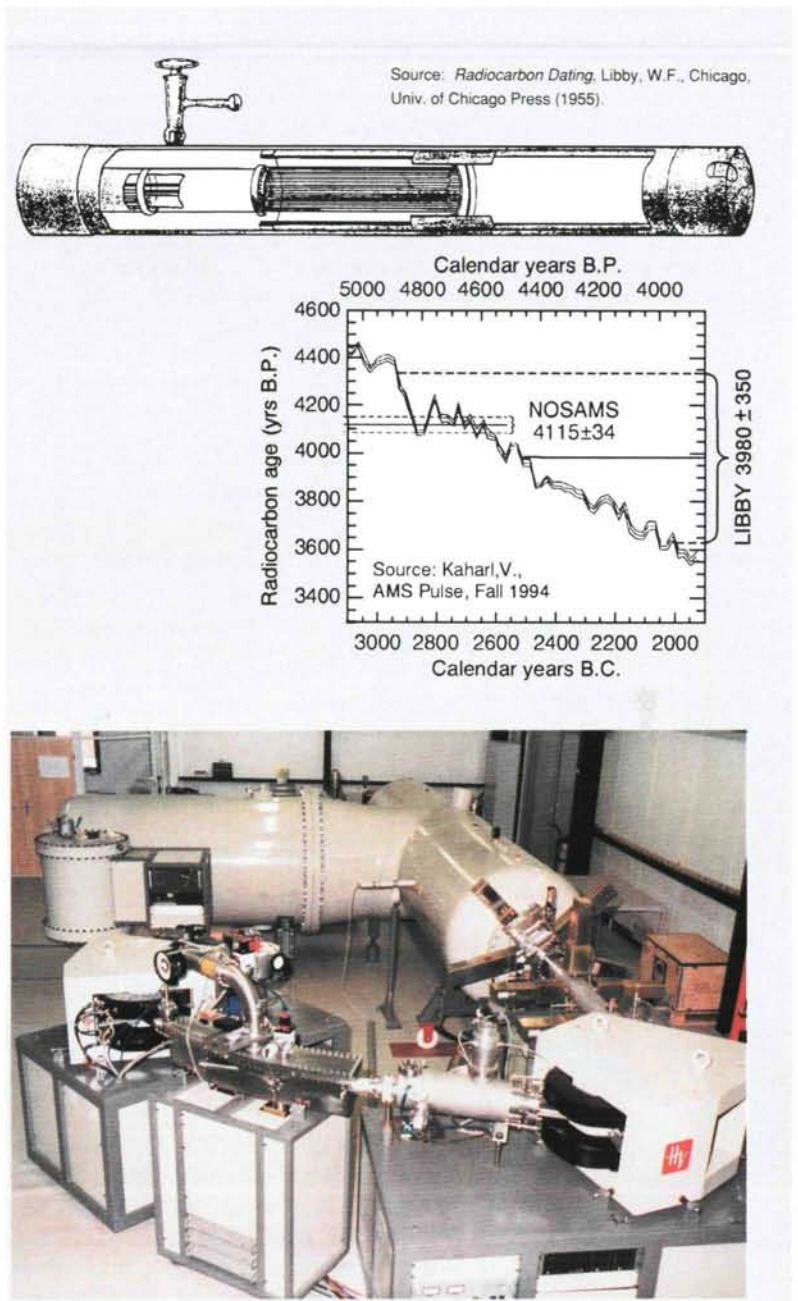 Source: Radiocarbon Dating, Libby, W.F., Chicago,
Univ. of Chicago Press (1955).
Calendar years B.P.
5000 4800 4600 4400 4200 4000
4600
4400
4200
4000
3800
3600
3400
Radiocarbon age (yrs B.P.)
NOSAMS
4115±34
LIBBY 3980 ± 350
Source: Kaharl,V.,
AMS Pulse, Fall 1994
3000 2800 2600 2400 2200 2000
Calendar years B.C.